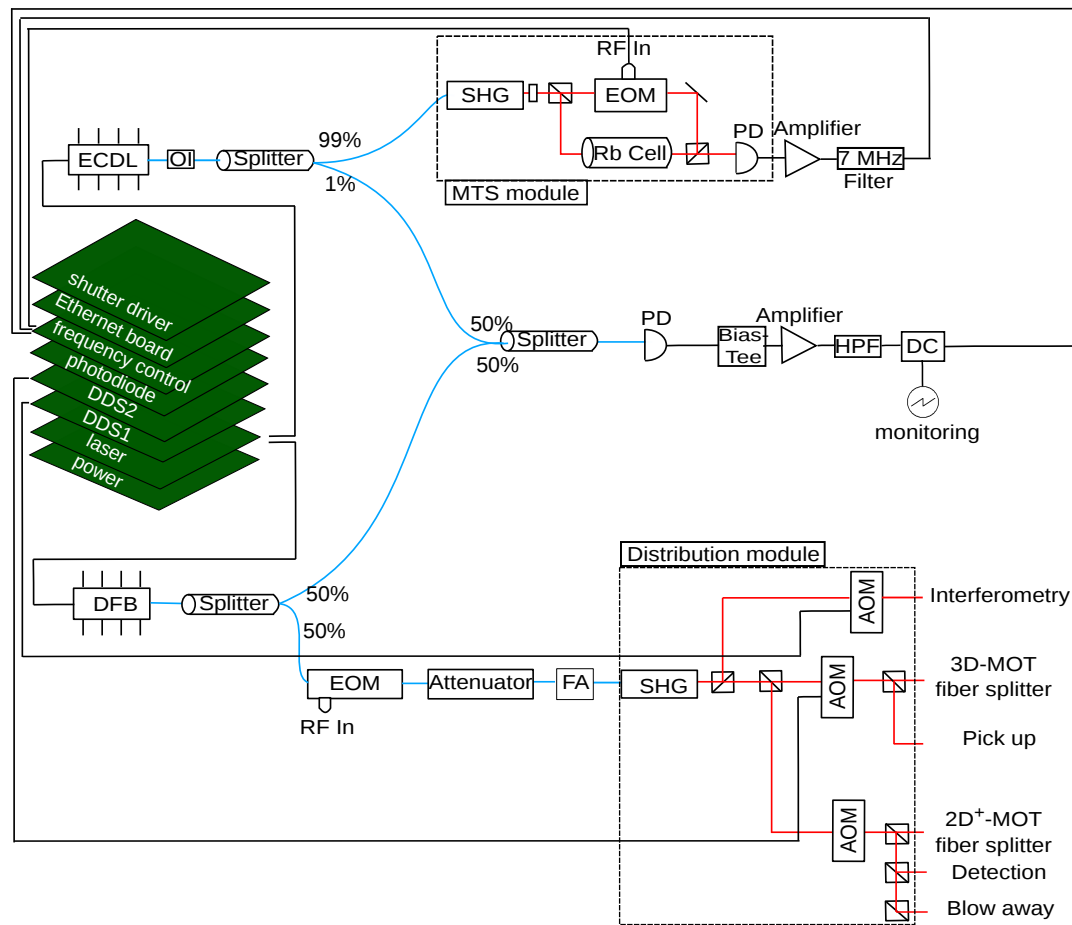 RF In
SHG
EOM
PD
Amplifier
99%
ECDL
OI
Splitter
Rb Cell
7 MHz
Filter
1%
MTS module
shutter driver
Ethernet board
frequency control
photodiode
DDS2
DDS1
laser
power
50%
Splitter
50%
PD
Bias-
Tee
Amplifier
HPF
DC
monitoring
Distribution module
DFB
Splitter
50%
50%
AOM
Interferometry
EOM
RF In
Attenuator
FA
SHG
AOM
3D-MOT
fiber splitter
Pick up
AOM
2D⁺-MOT
fiber splitter
Detection
Blow away